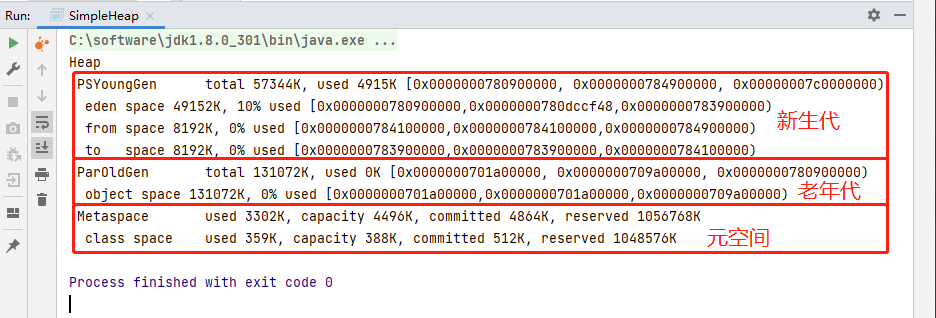 Run: SimpleHeap
C:\software\jdk1.8.0_301\bin\java.exe ...
Heap
PSYoungGen total 57344K, used 4915K [0x0000000780900000, 0x0000000784900000, 0x00000007c0000000)
eden space 49152K, 10% used [0x0000000780900000,0x0000000780dccf48,0x0000000783900000)
from space 8192K, 0% used [0x0000000784100000,0x0000000784100000,0x0000000784900000)
新生代
to space 8192K, 0% used [0x0000000783900000,0x0000000783900000,0x0000000784100000)
ParOldGen total 131072K, used 0K [0x0000000701a00000, 0x0000000709a00000, 0x0000000780900000)
object space 131072K, 0% used [0x0000000701a00000,0x0000000701a00000,0x0000000709a00000)
老年代
Metaspace used 3302K, capacity 4496K, committed 4864K, reserved 1056768K
class space used 359K, capacity 388K, committed 512K, reserved 1048576K
元空间
Process finished with exit code 0